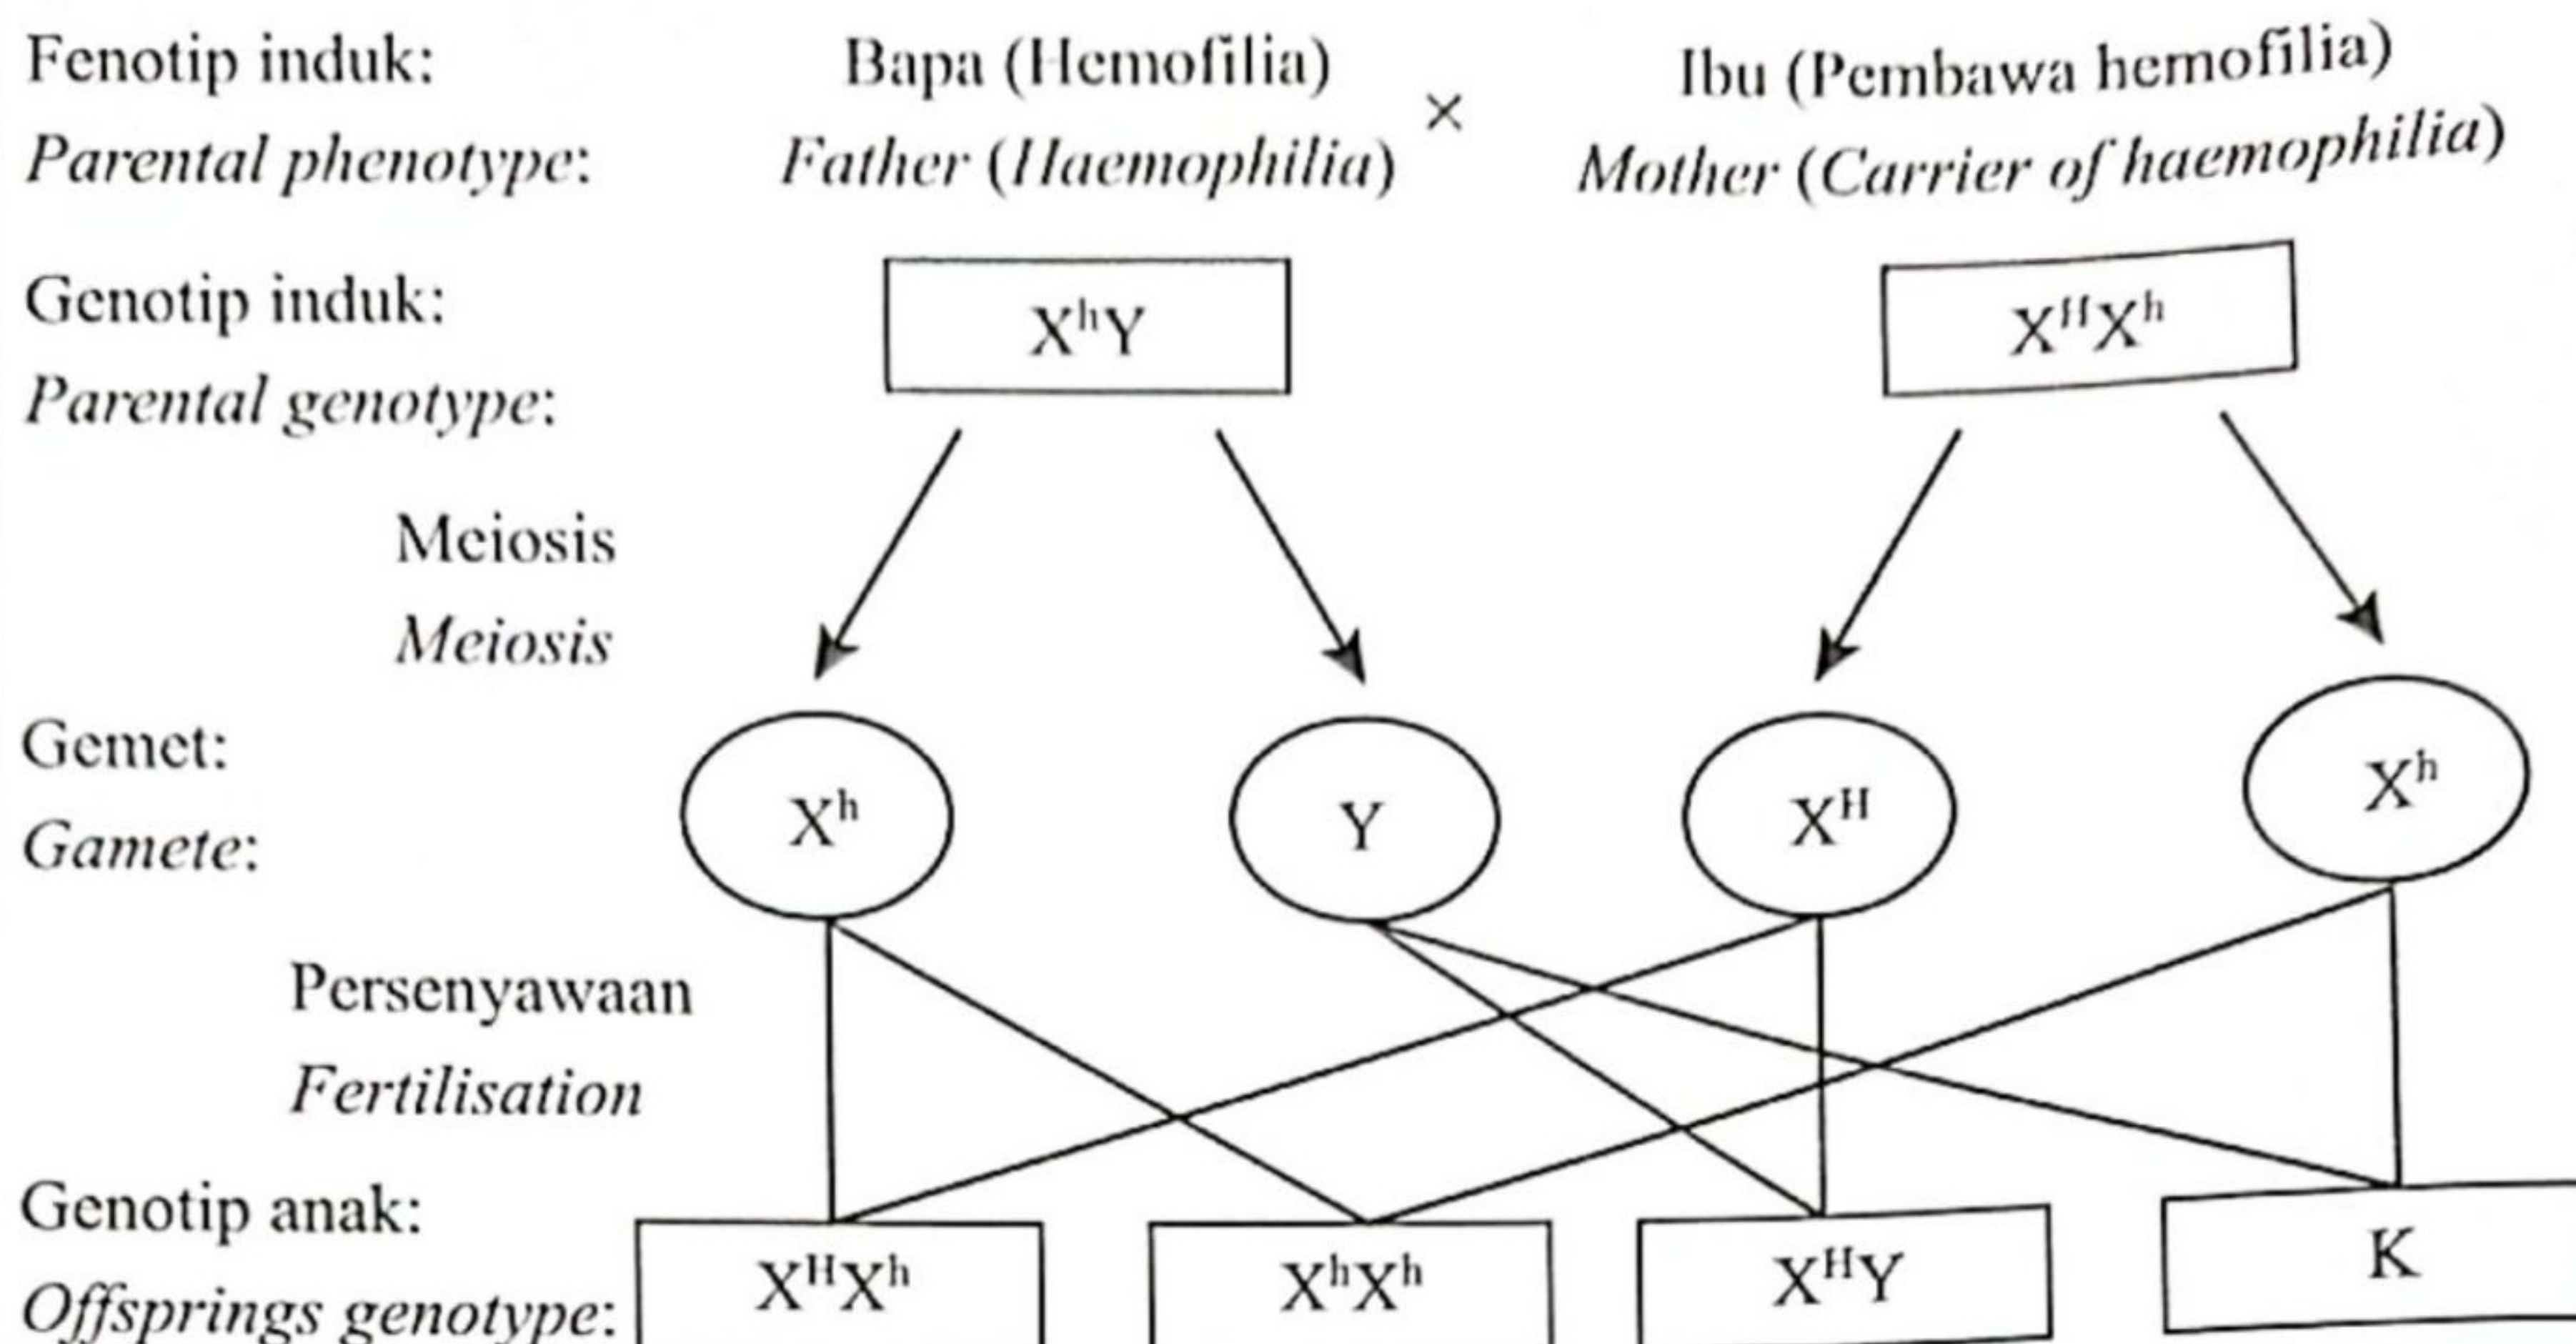 Fenotip induk: Bapa (Hemofilia) × Ibu (Pembawa hemofilia)
Parental phenotype: Father (Haemophilia) Mother (Carrier of haemophilia)
Genotip induk: XʰY XᴴXʰ
Parental genotype:
Meiosis
Meiosis
Gemet: Xʰ Y Xᴴ Xʰ
Gamete:
Persenyawaan
Fertilisation
Genotip anak: XᴴXʰ XʰXʰ XᴴY K
Offsprings genotype: